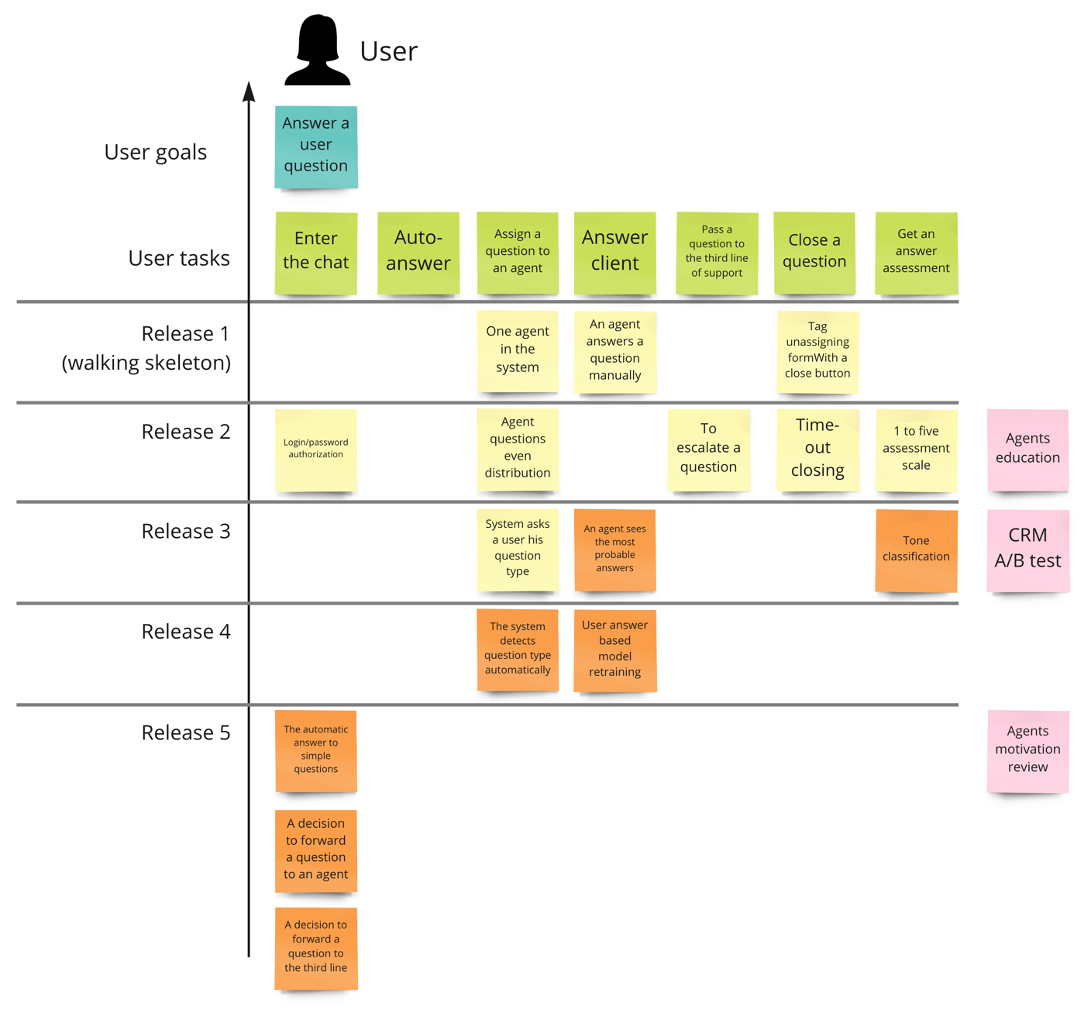 User
User goals
Answer a
user
question
User tasks
Enter
the chat
Auto-
answer
Assign a
question to
an agent
Answer
client
Pass a
question to
the third line
of support
Close a
question
Get an
answer
assessment
Release 1
(walking skeleton)
One agent
in the
system
An agent
answers a
question
manually
Tag
unassigning
formWith a
close button
Release 2
Login/password
authorization
Agent
questions
even
distribution
To
escalate a
question
Time-
out
closing
1 to five
assessment
scale
Agents
education
Release 3
System asks
a user his
question
type
An agent sees
the most
probable
answers
Tone
classification
CRM
A/B test
Release 4
The system
detects
question type
automatically
User answer
based
model
retraining
Release 5
The automatic
answer to
simple
questions
Agents
motivation
review
A decision
to forward
a question
to an agent
A decision to
forward a
question to
the third line